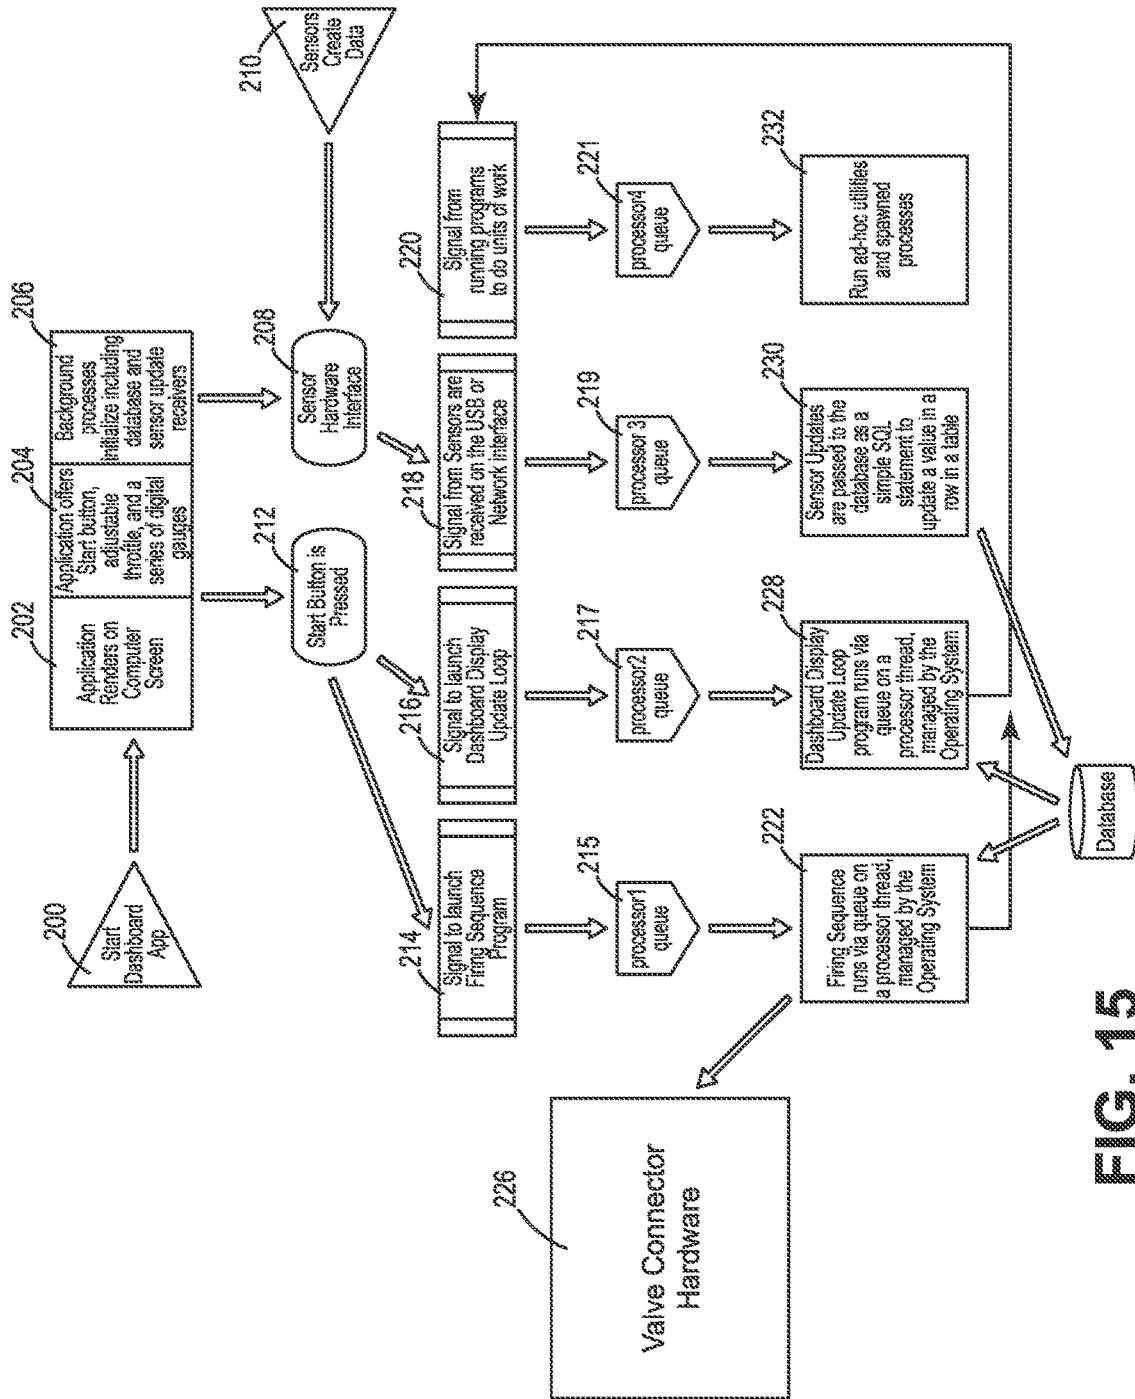 200
Start
Dashboard
App
202
Application
Renders on
Computer
Screen
204
Application offers
Start button,
adjustable
throttle, and a
series of digital
gauges
206
Background
processes
initialize including
database and
sensor update
receivers
210
Sensors
Create
Data
212
Start Button is
Pressed
208
Sensor
Hardware
Interface
214
Signal to launch
Firing Sequence
Program
216
Signal to launch
Dashboard Display
Update Loop
218
Signal from Sensors are
received on the USB or
Network interface
220
Signal from
running programs
to do units of work
215
processor1
queue
217
processor2
queue
219
processor 3
queue
221
processor4
queue
222
Firing Sequence
runs via queue on
a processor thread,
managed by the
Operating System
228
Dashboard Display
Update Loop
program runs via
queue on a
processor thread,
managed by the
Operating System
230
Sensor Updates
are passed to the
database as a
simple SQL
statement to
update a value in a
row in a table
232
Run ad-hoc utilities
and spawned
processes
226
Valve Connector
Hardware
Database
FIG. 15